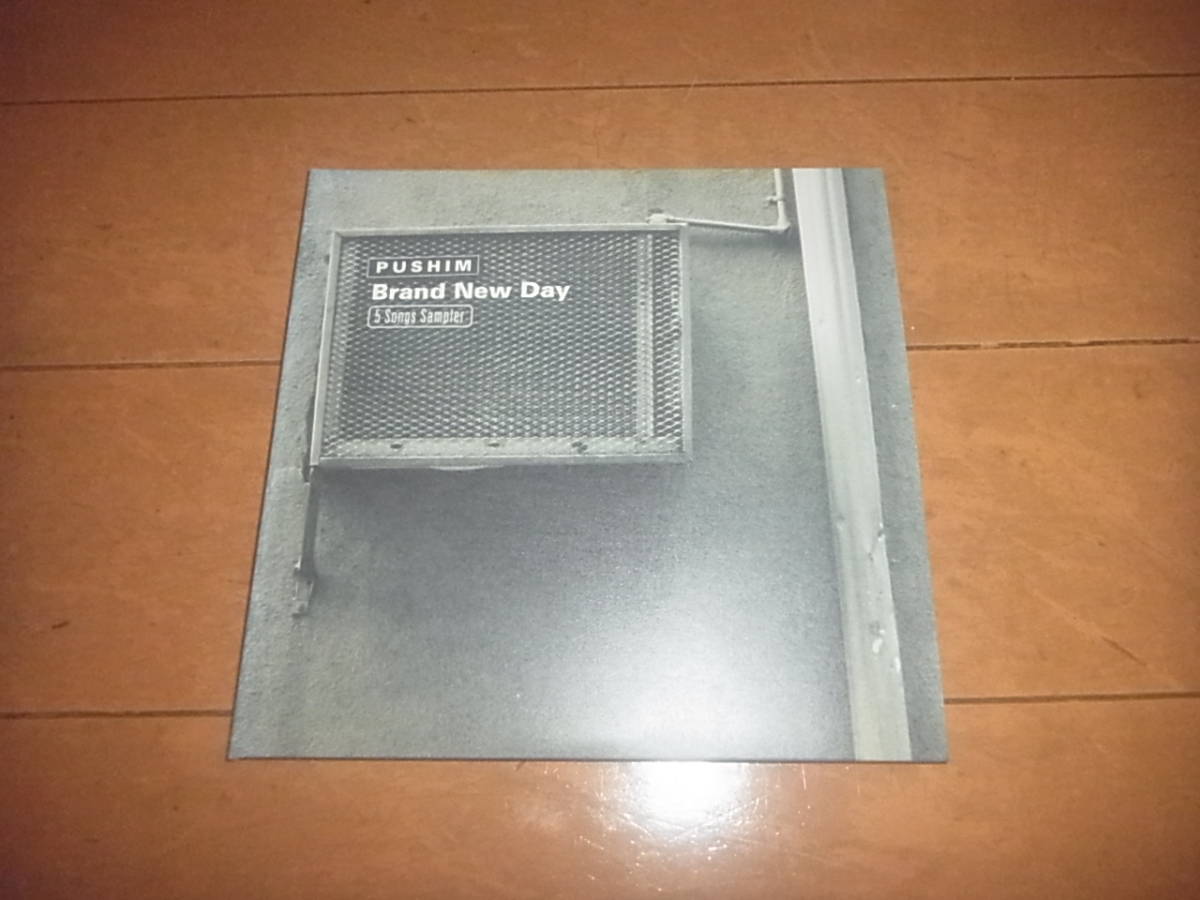 PUSHIM
Brand New Day
5 Songs Sampler